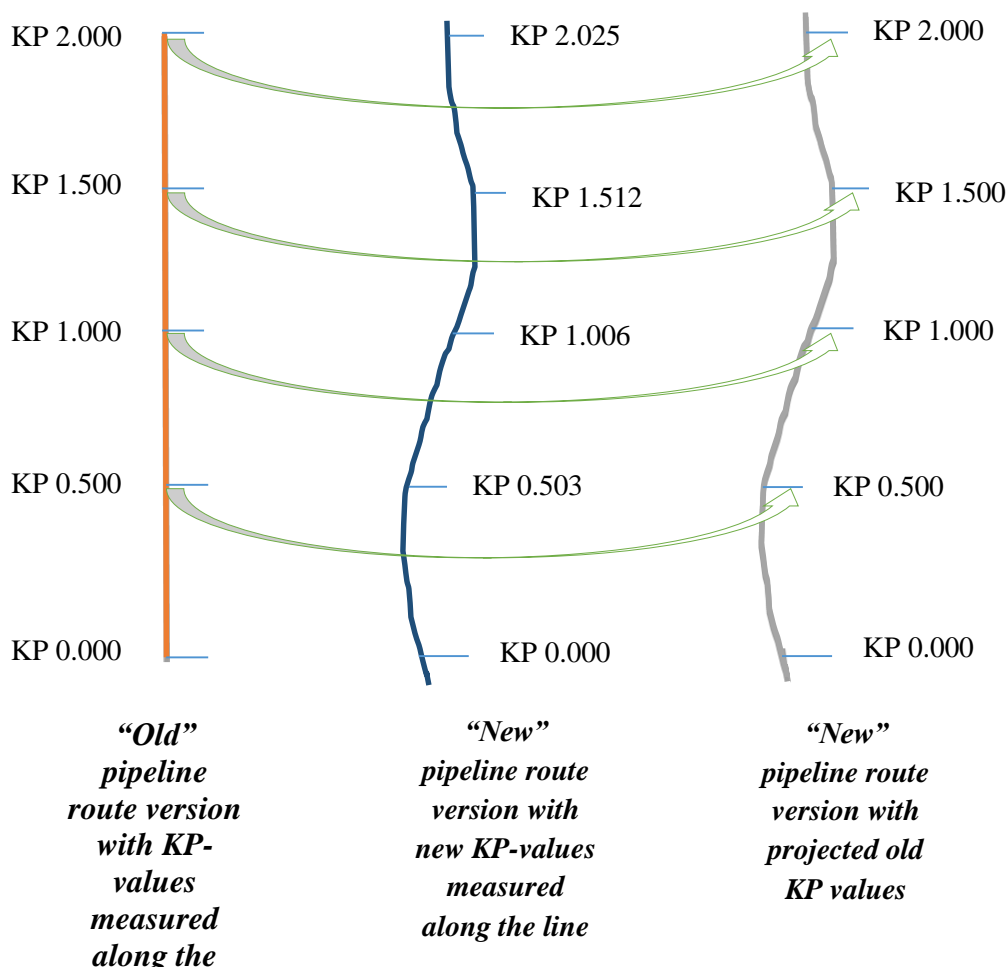 KP 2.000
KP 2.025
KP 2.000
KP 1.500
KP 1.512
KP 1.500
KP 1.000
KP 1.006
KP 1.000
KP 0.500
KP 0.503
KP 0.500
KP 0.000
KP 0.000
KP 0.000
“Old”
pipeline
route version
with KP-
values
measured
along the
“New”
pipeline route
version with
new KP-values
measured
along the line
“New”
pipeline route
version with
projected old
KP values